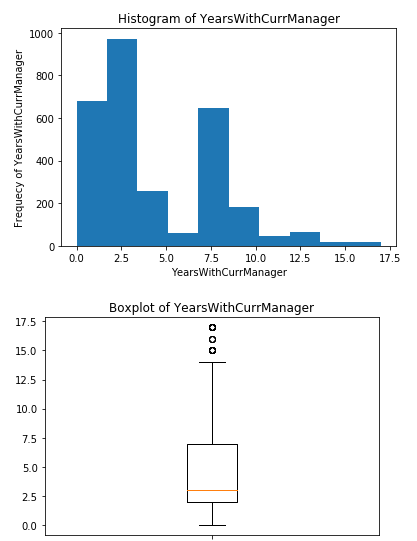 Histogram of YearsWithCurrManager
1000
800
600
400
200
0
Frequecy of YearsWithCurrManager
0.0 2.5 5.0 7.5 10.0 12.5 15.0 17.5
YearsWithCurrManager
Boxplot of YearsWithCurrManager
17.5
15.0
12.5
10.0
7.5
5.0
2.5
0.0